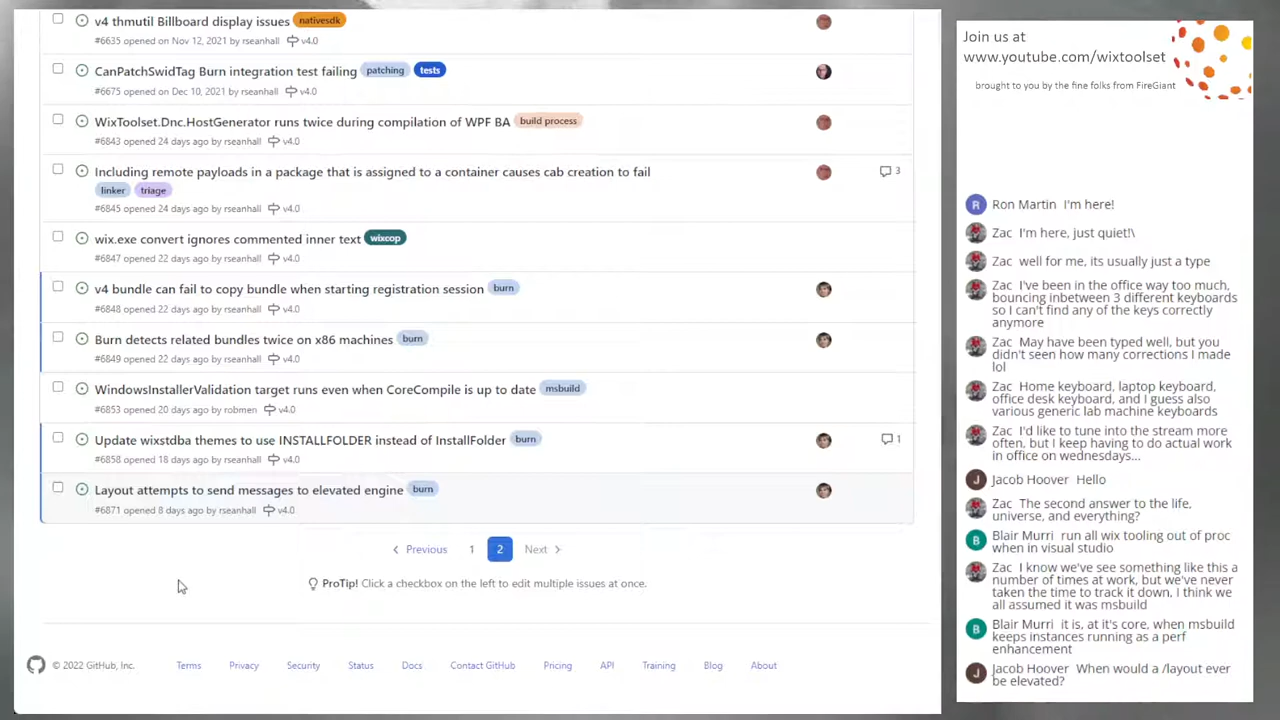 v4 thmutil Billboard display issues nativesdk
#6635 opened on Nov 12, 2021 by rseanhall v4.0
CanPatchSwidTag Burn integration test failing patching tests
#6675 opened on Dec 10, 2021 by rseanhall v4.0
WixToolset.Dnc.HostGenerator runs twice during compilation of WPF BA build process
#6843 opened 24 days ago by rseanhall v4.0
Including remote payloads in a package that is assigned to a container causes cab creation to fail 3
linker triage
#6845 opened 24 days ago by rseanhall v4.0
wix.exe convert ignores commented inner text wixcop
#6847 opened 22 days ago by rseanhall v4.0
v4 bundle can fail to copy bundle when starting registration session burn
#6848 opened 22 days ago by rseanhall v4.0
Burn detects related bundles twice on x86 machines burn
#6849 opened 22 days ago by rseanhall v4.0
WindowsInstallerValidation target runs even when CoreCompile is up to date msbuild
#6853 opened 20 days ago by robmen v4.0
Update wixstdba themes to use INSTALLFOLDER instead of InstallFolder burn 1
#6858 opened 18 days ago by rseanhall v4.0
Layout attempts to send messages to elevated engine burn
#6871 opened 8 days ago by rseanhall v4.0
Previous 1 2 Next
ProTip! Click a checkbox on the left to edit multiple issues at once.
© 2022 GitHub, Inc. Terms Privacy Security Status Docs Contact GitHub Pricing API Training Blog About
Join us at
www.youtube.com/wixtoolset
brought to you by the fine folks from FireGiant
R Ron Martin I'm here!
Zac I'm here, just quiet!\
Zac well for me, its usually just a type
Zac I've been in the office way too much,
bouncing inbetween 3 different keyboards
so I can't find any of the keys correctly
anymore
Zac May have been typed well, but you
didn't seen how many corrections I made
lol
Zac Home keyboard, laptop keyboard,
office desk keyboard, and I guess also
various generic lab machine keyboards
Zac I'd like to tune into the stream more
often, but I keep having to do actual work
in office on wednesdays...
J Jacob Hoover Hello
Zac The second answer to the life,
universe, and everything?
B Blair Murri run all wix tooling out of proc
when in visual studio
Zac I know we've see something like this a
number of times at work, but we've never
taken the time to track it down, I think we
all assumed it was msbuild
B Blair Murri it is, at it's core, when msbuild
keeps instances running as a perf
enhancement
J Jacob Hoover When would a /layout ever
be elevated?